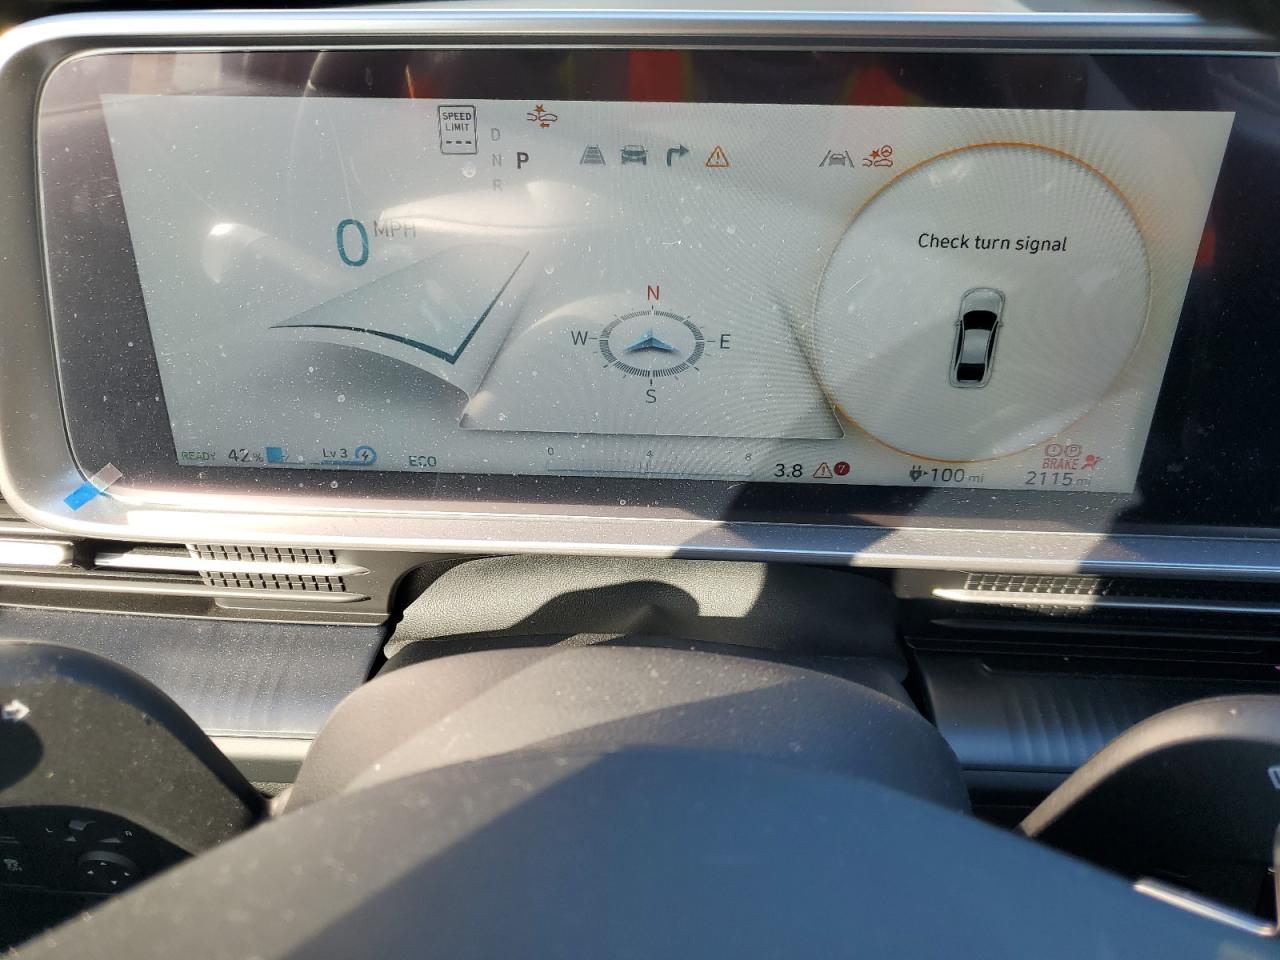 SPEED
LIMIT
---
D
N P
R
0 MPH
Check turn signal
N
W E
S
READY 42% Lv 3 ECO
0 4 8
3.8 7
100 mi
P
BRAKE
2115 mi
L R